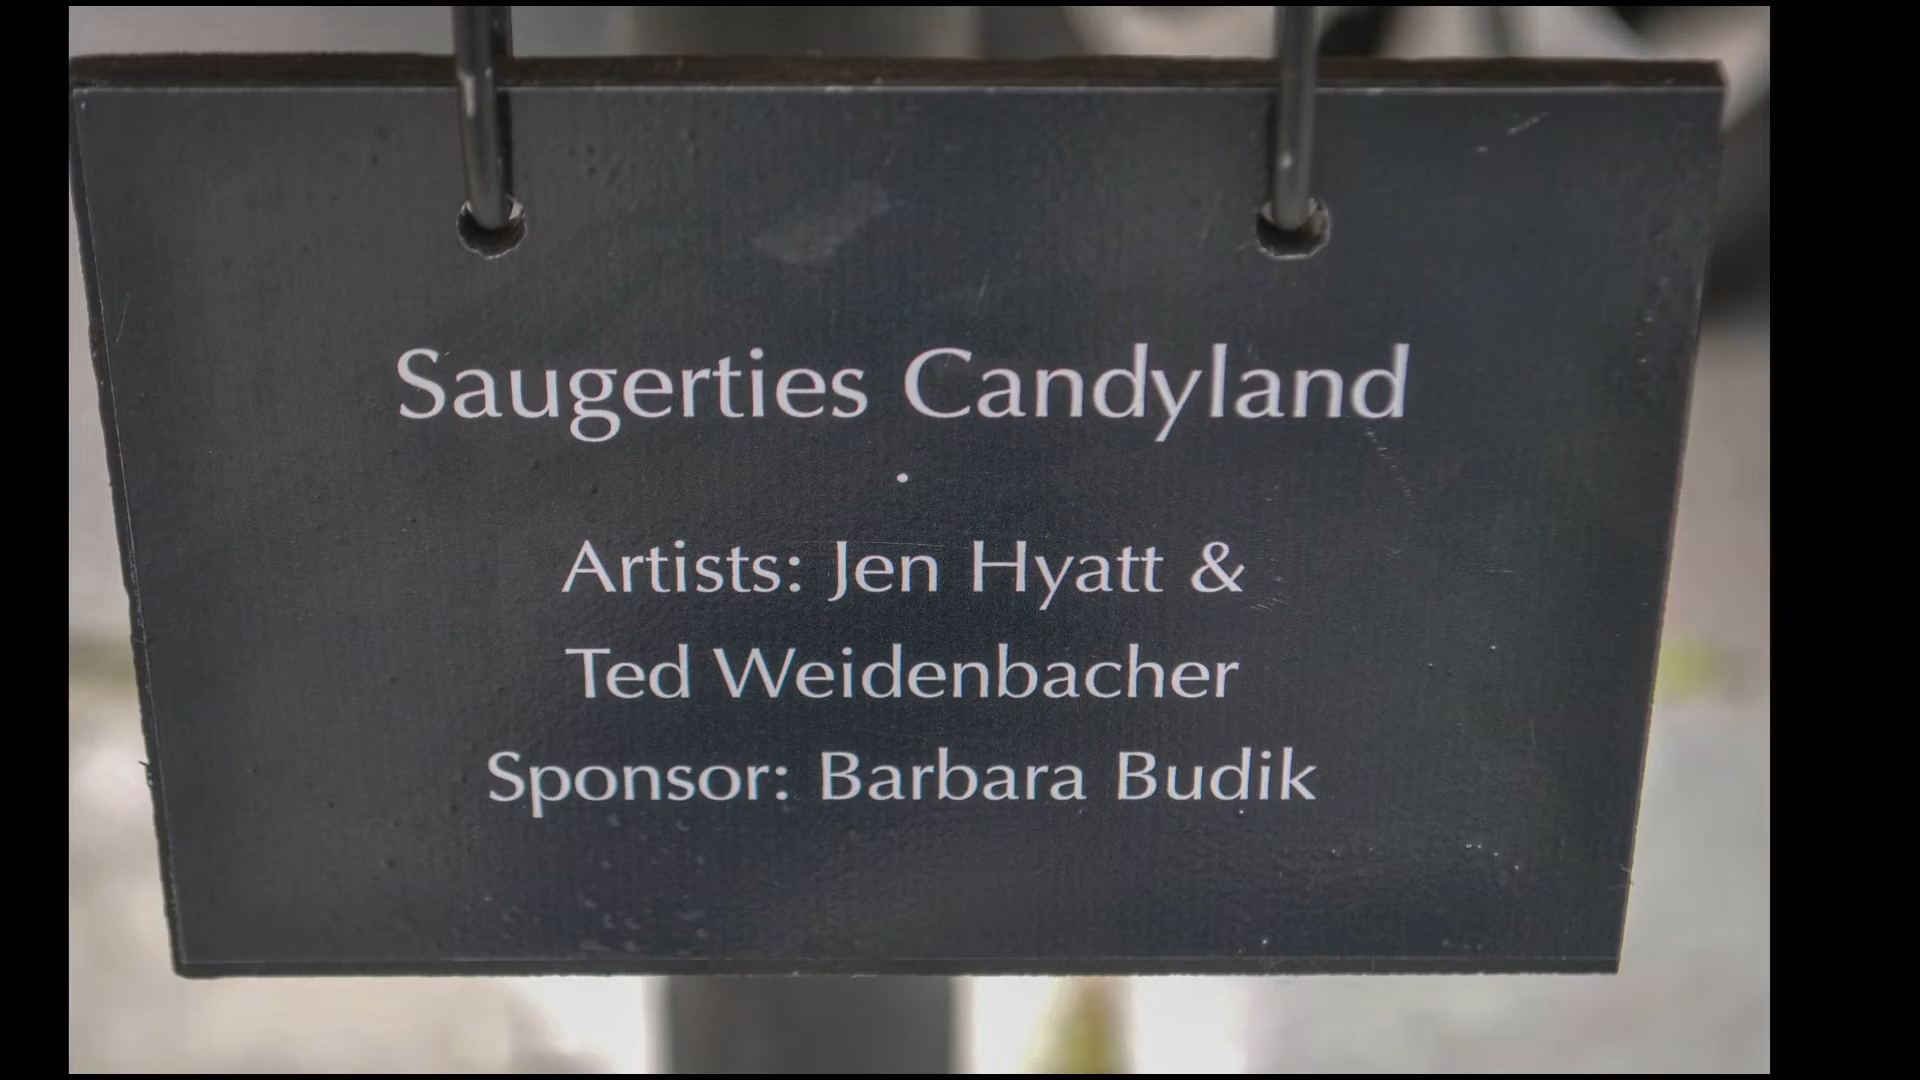 Saugerties Candyland
•
Artists: Jen Hyatt &
Ted Weidenbacher
Sponsor: Barbara Budik